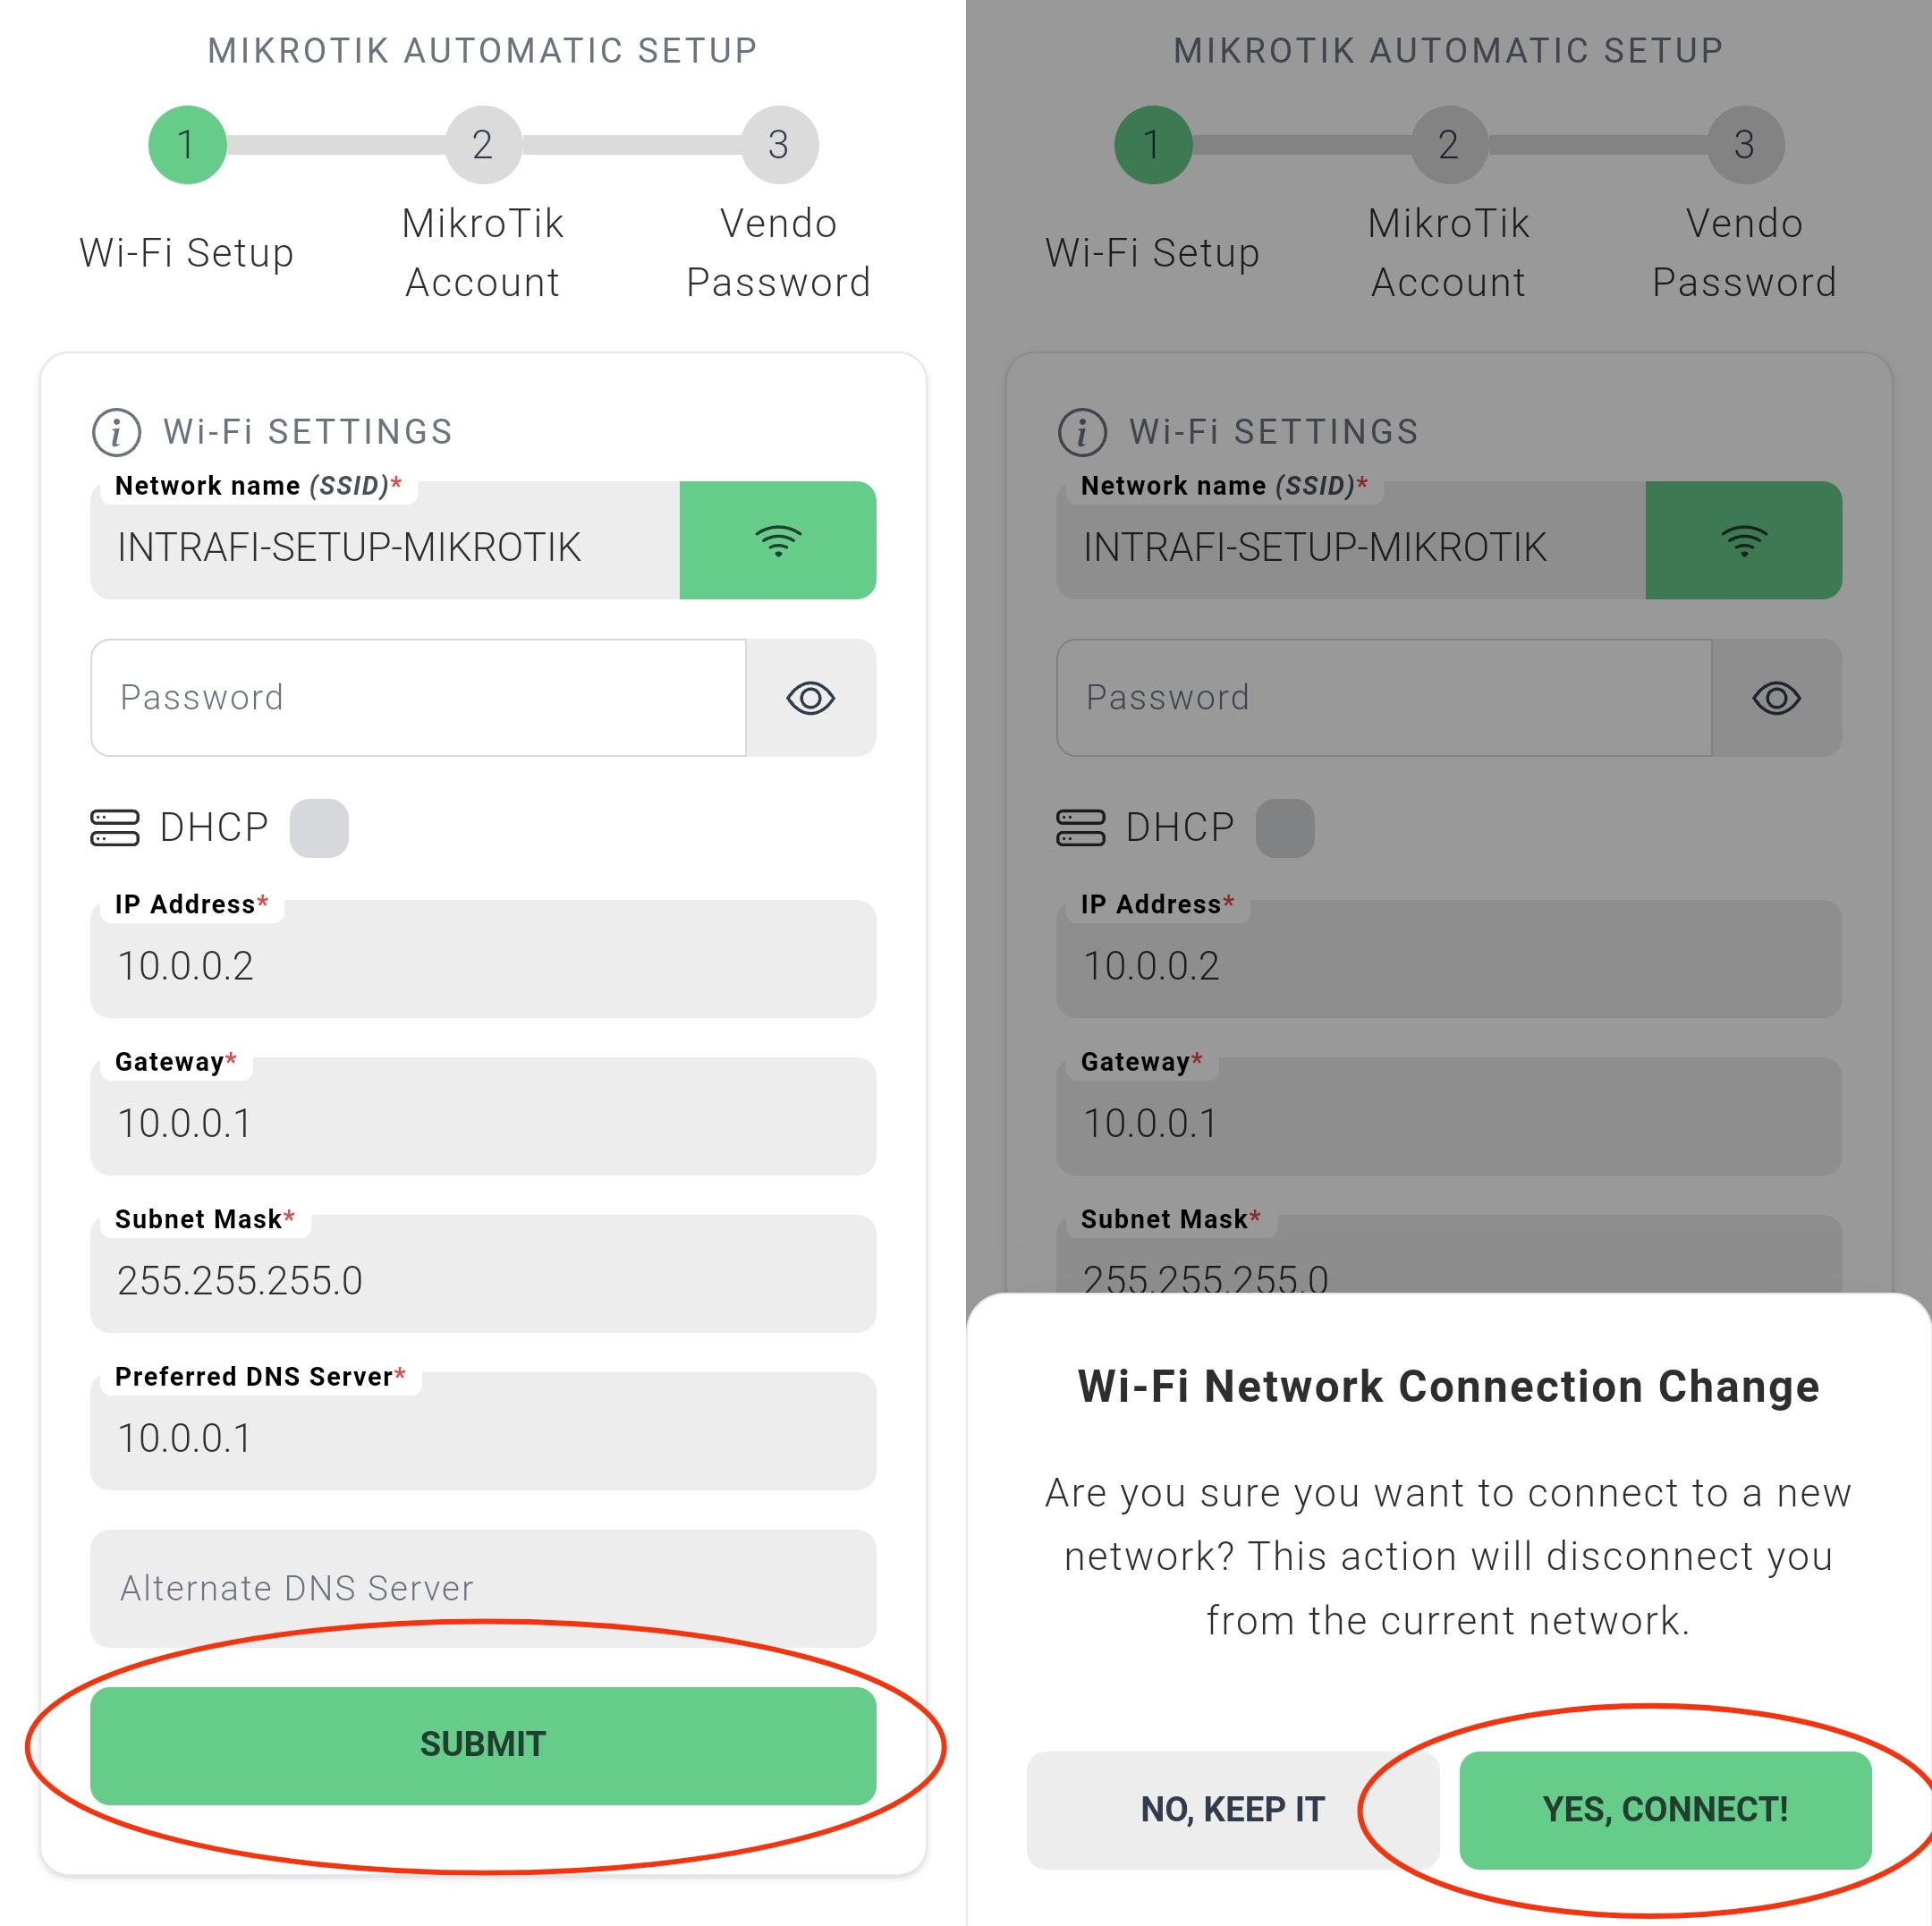 MIKROTIK AUTOMATIC SETUP
1
2
3
Wi-Fi Setup
MikroTik
Account
Vendo
Password
i
Wi-Fi SETTINGS
Network name (SSID)*
INTRAFI-SETUP-MIKROTIK
Password
DHCP
IP Address*
10.0.0.2
Gateway*
10.0.0.1
Subnet Mask*
255.255.255.0
Preferred DNS Server*
10.0.0.1
Alternate DNS Server
SUBMIT
MIKROTIK AUTOMATIC SETUP
1
2
3
Wi-Fi Setup
MikroTik
Account
Vendo
Password
i
Wi-Fi SETTINGS
Network name (SSID)*
INTRAFI-SETUP-MIKROTIK
Password
DHCP
IP Address*
10.0.0.2
Gateway*
10.0.0.1
Subnet Mask*
255.255.255.0
Wi-Fi Network Connection Change
Are you sure you want to connect to a new
network? This action will disconnect you
from the current network.
NO, KEEP IT
YES, CONNECT!